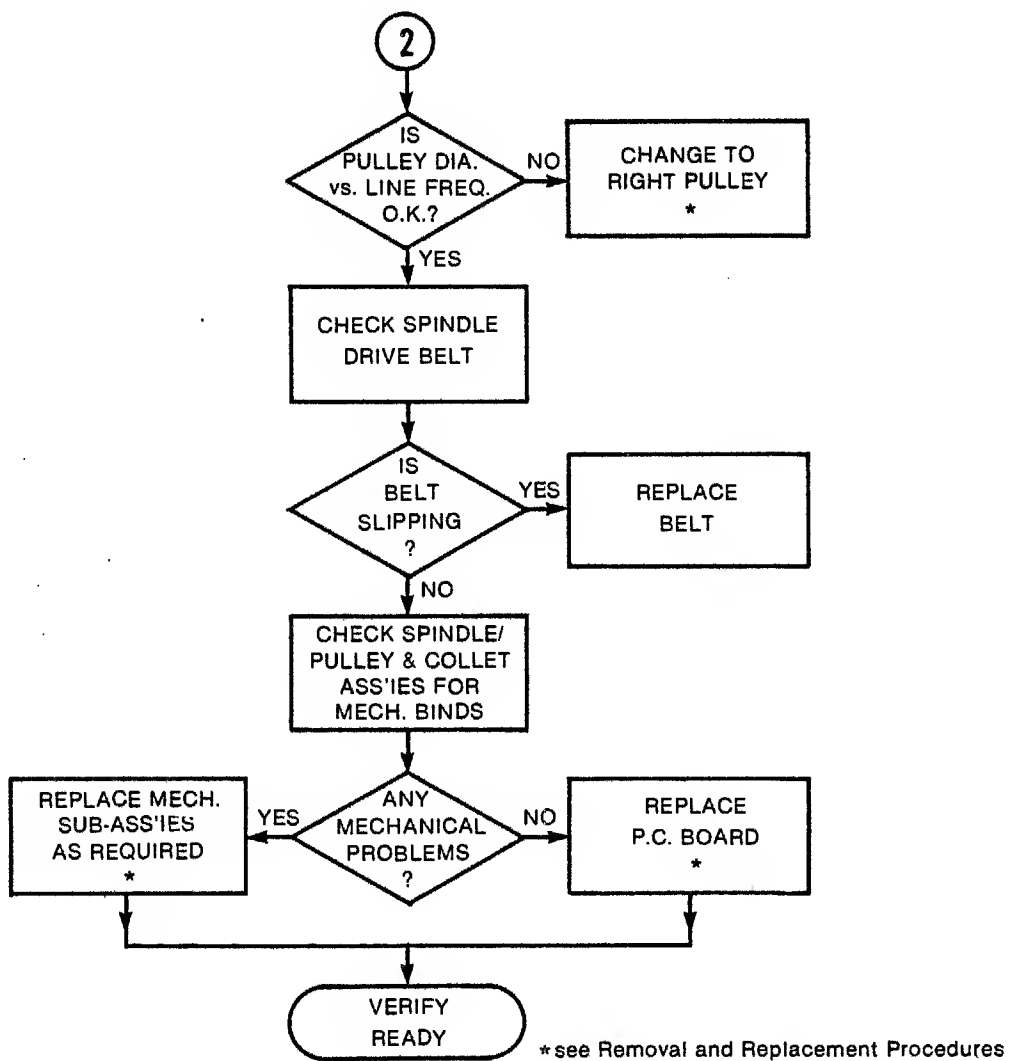 2
IS
PULLEY DIA.
vs. LINE FREQ.
O.K.?
NO
CHANGE TO
RIGHT PULLEY
*
YES
CHECK SPINDLE
DRIVE BELT
IS
BELT
SLIPPING
?
YES
REPLACE
BELT
NO
CHECK SPINDLE/
PULLEY & COLLET
ASS'IES FOR
MECH. BINDS
ANY
MECHANICAL
PROBLEMS
?
YES
REPLACE MECH.
SUB-ASS'IES
AS REQUIRED
*
NO
REPLACE
P.C. BOARD
*
VERIFY
READY
*see Removal and Replacement Procedures